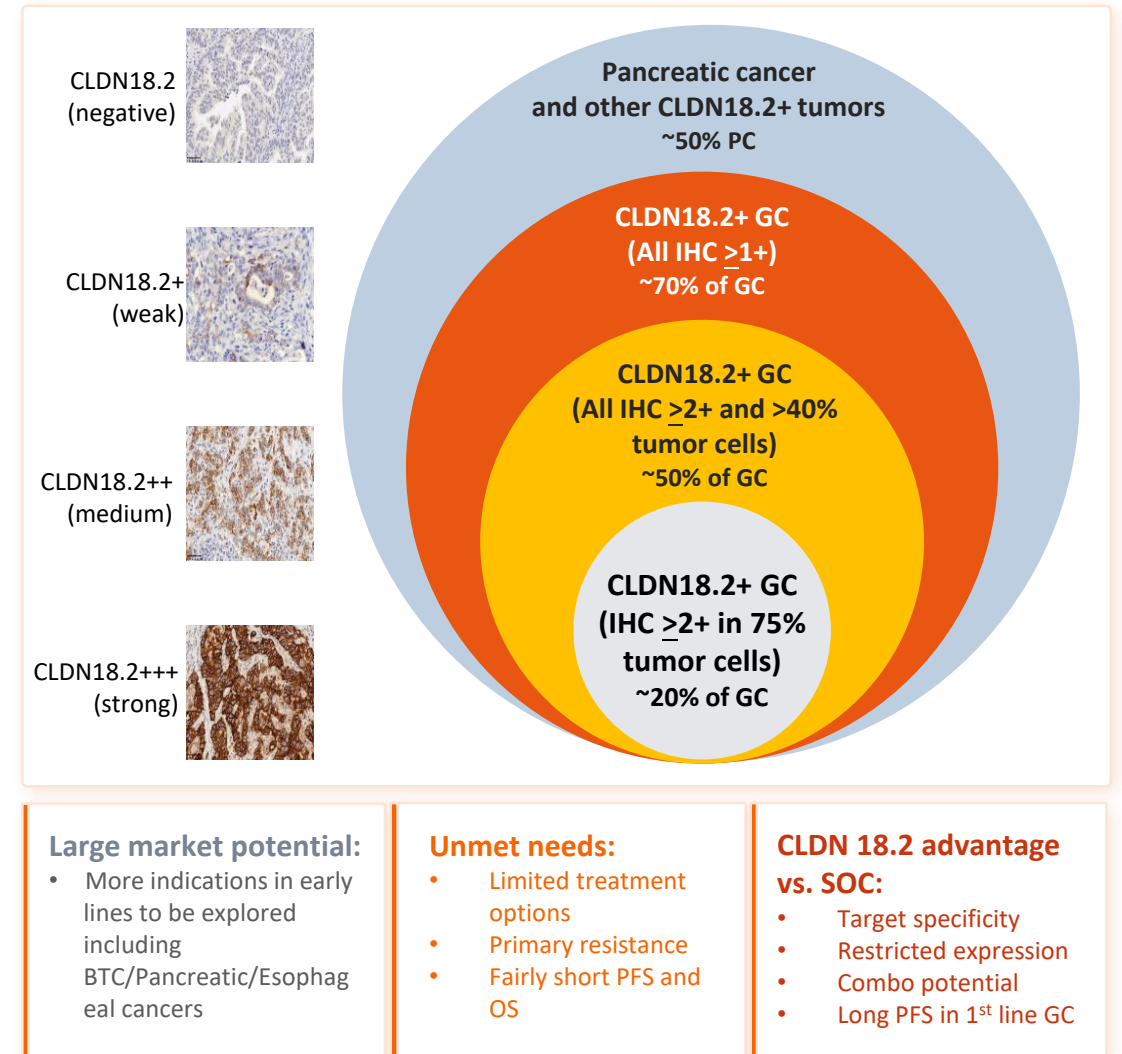 CLDN18.2
(negative)
CLDN18.2+
(weak)
CLDN18.2++
(medium)
CLDN18.2+++
(strong)
Pancreatic cancer
and other CLDN18.2+ tumors
~50% PC
CLDN18.2+ GC
(All IHC >1+)
~70% of GC
CLDN18.2+ GC
(All IHC >2+ and >40%
tumor cells)
~50% of GC
CLDN18.2+ GC
(IHC >2+ in 75%
tumor cells)
~20% of GC
Large market potential:
• More indications in early
lines to be explored
including
BTC/Pancreatic/Esophag
eal cancers
Unmet needs:
• Limited treatment
options
• Primary resistance
• Fairly short PFS and
OS
CLDN 18.2 advantage
vs. SOC:
• Target specificity
• Restricted expression
• Combo potential
• Long PFS in 1st line GC